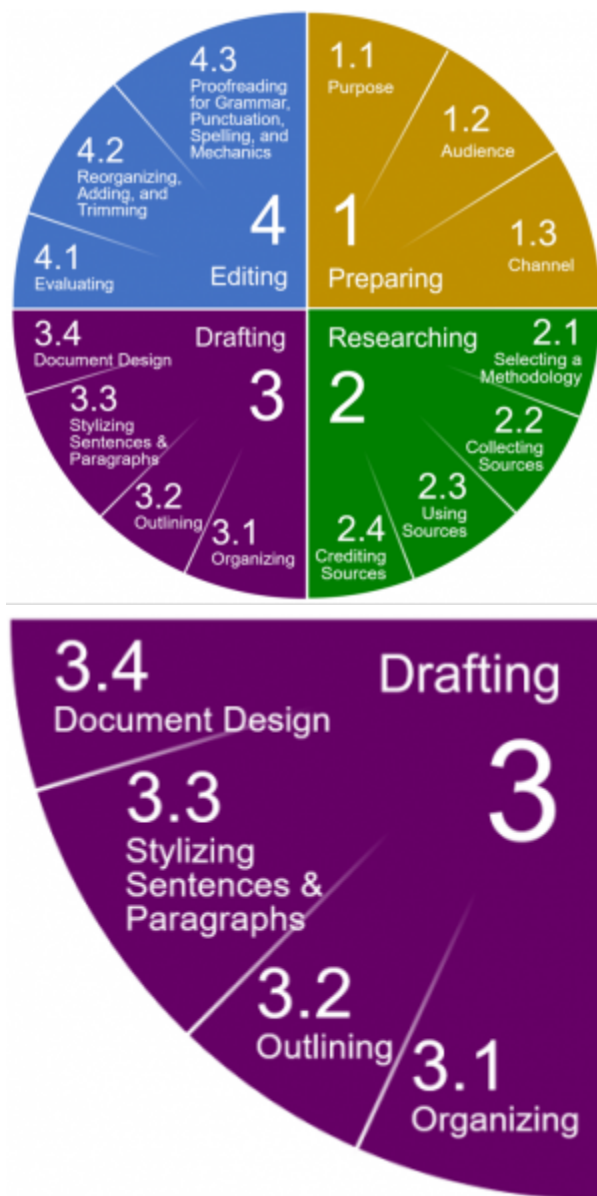 4.3
Proofreading
for Grammar,
Punctuation,
Spelling, and
Mechanics
4.2
Reorganizing,
Adding, and
Trimming
4.1
Evaluating
4
Editing
1.1
Purpose
1.2
Audience
1.3
Channel
1
Preparing
3.4
Document Design
Drafting
3
3.3
Stylizing
Sentences &
Paragraphs
3.2
Outlining
3.1
Organizing
Researching
2
2.1
Selecting a
Methodology
2.2
Collecting
Sources
2.3
Using
Sources
2.4
Crediting
Sources
3.4
Document Design
Drafting
3
3.3
Stylizing
Sentences &
Paragraphs
3.2
Outlining
3.1
Organizing